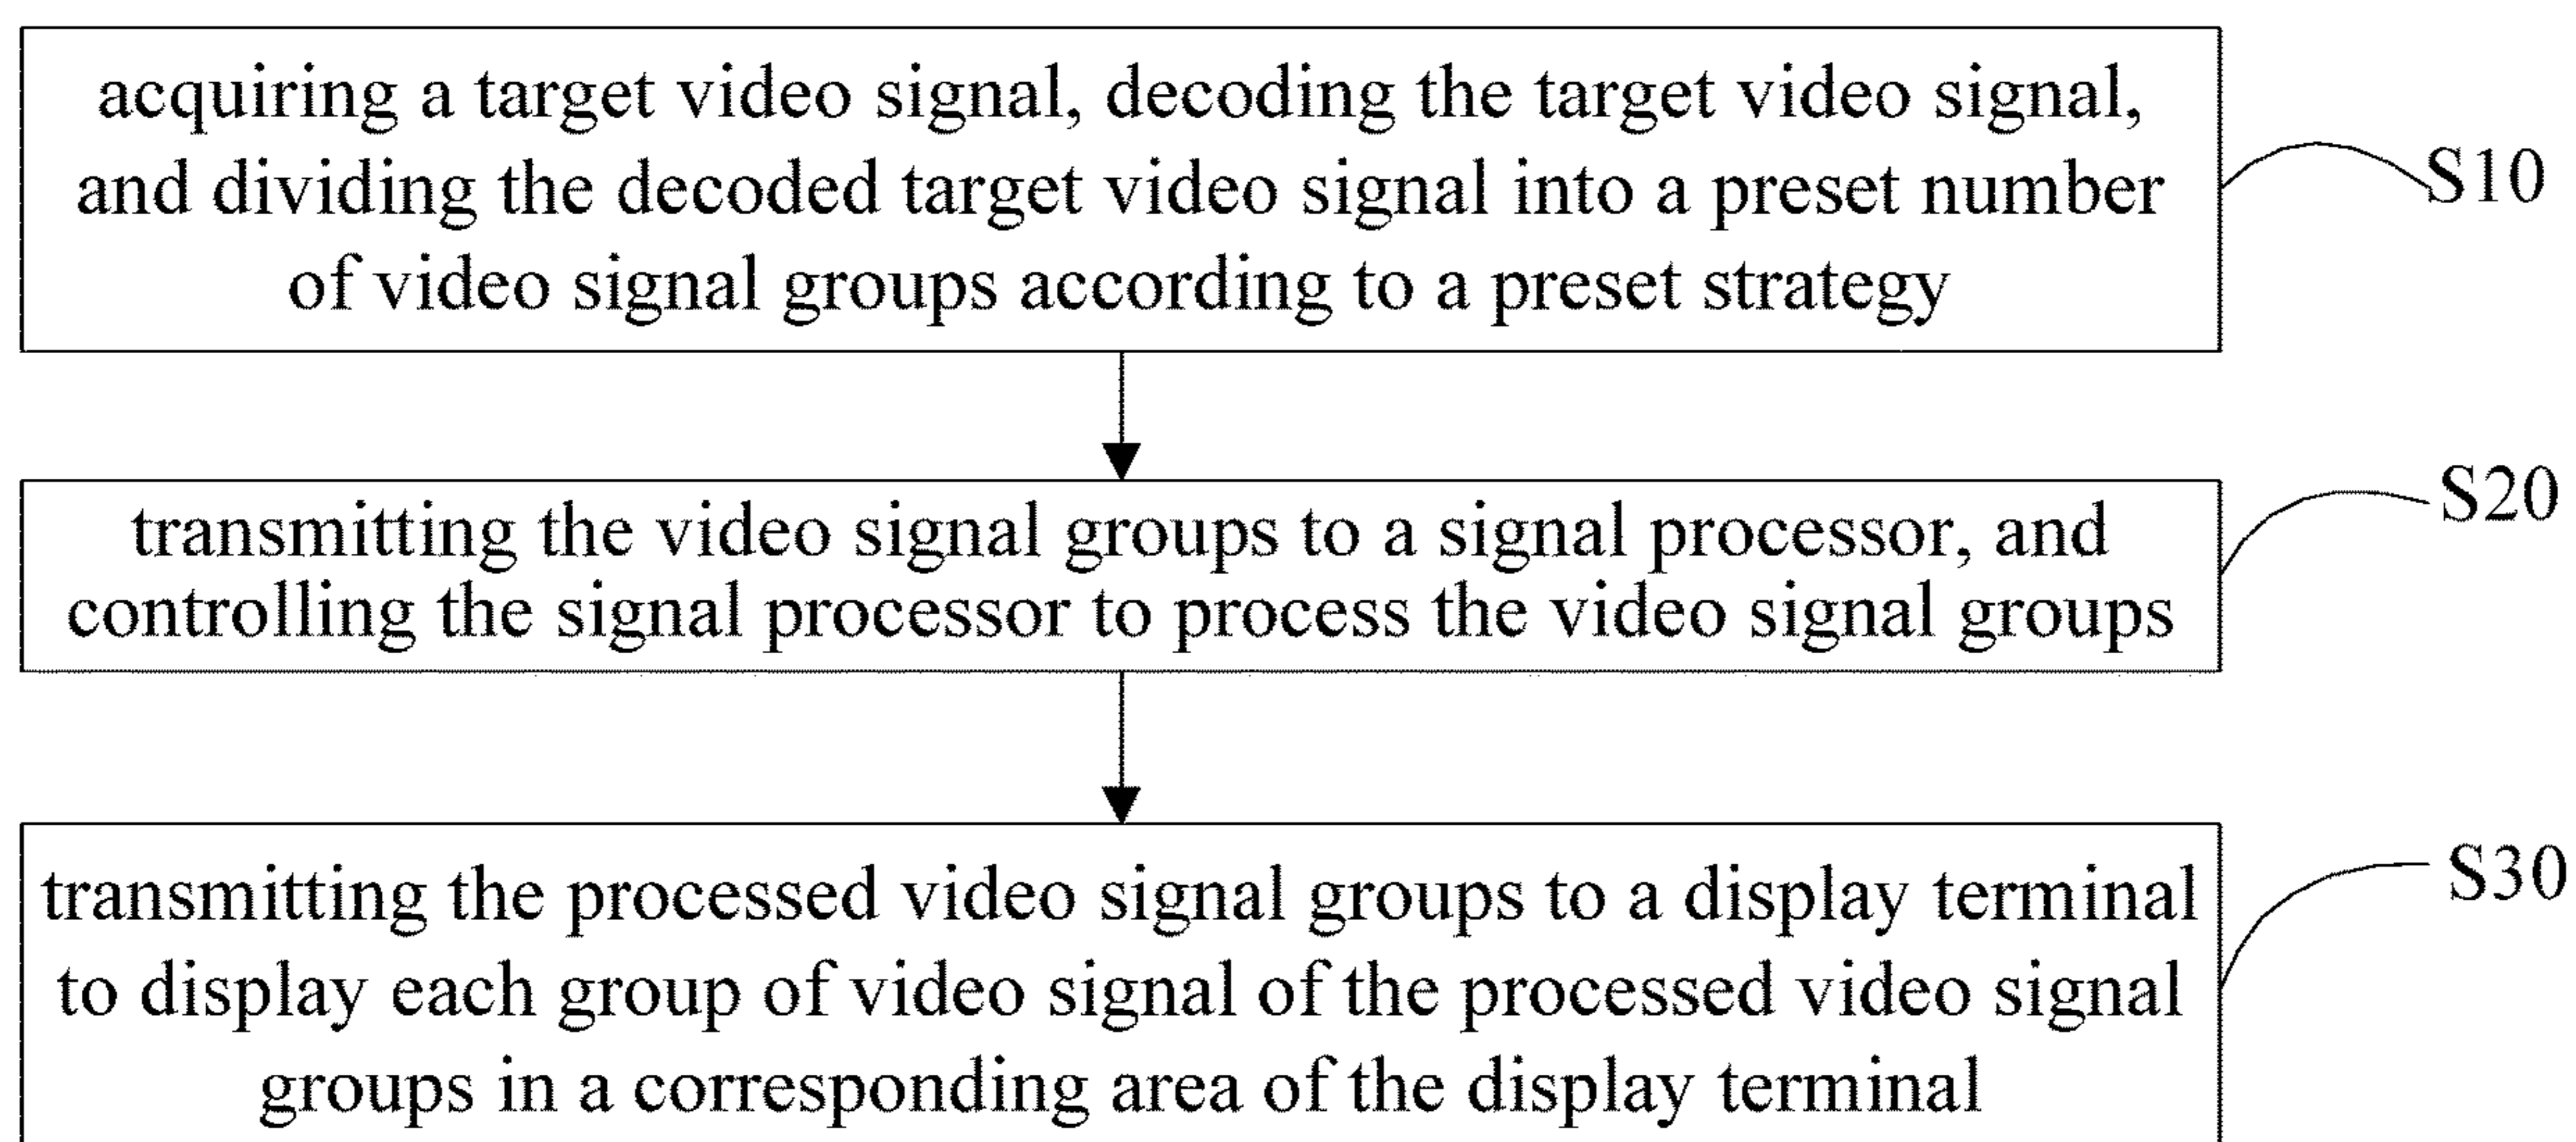 acquiring a target video signal, decoding the target video signal,
and dividing the decoded target video signal into a preset number
of video signal groups according to a preset strategy
S10
transmitting the video signal groups to a signal processor, and
controlling the signal processor to process the video signal groups
S20
transmitting the processed video signal groups to a display terminal
to display each group of video signal of the processed video signal
groups in a corresponding area of the display terminal
S30